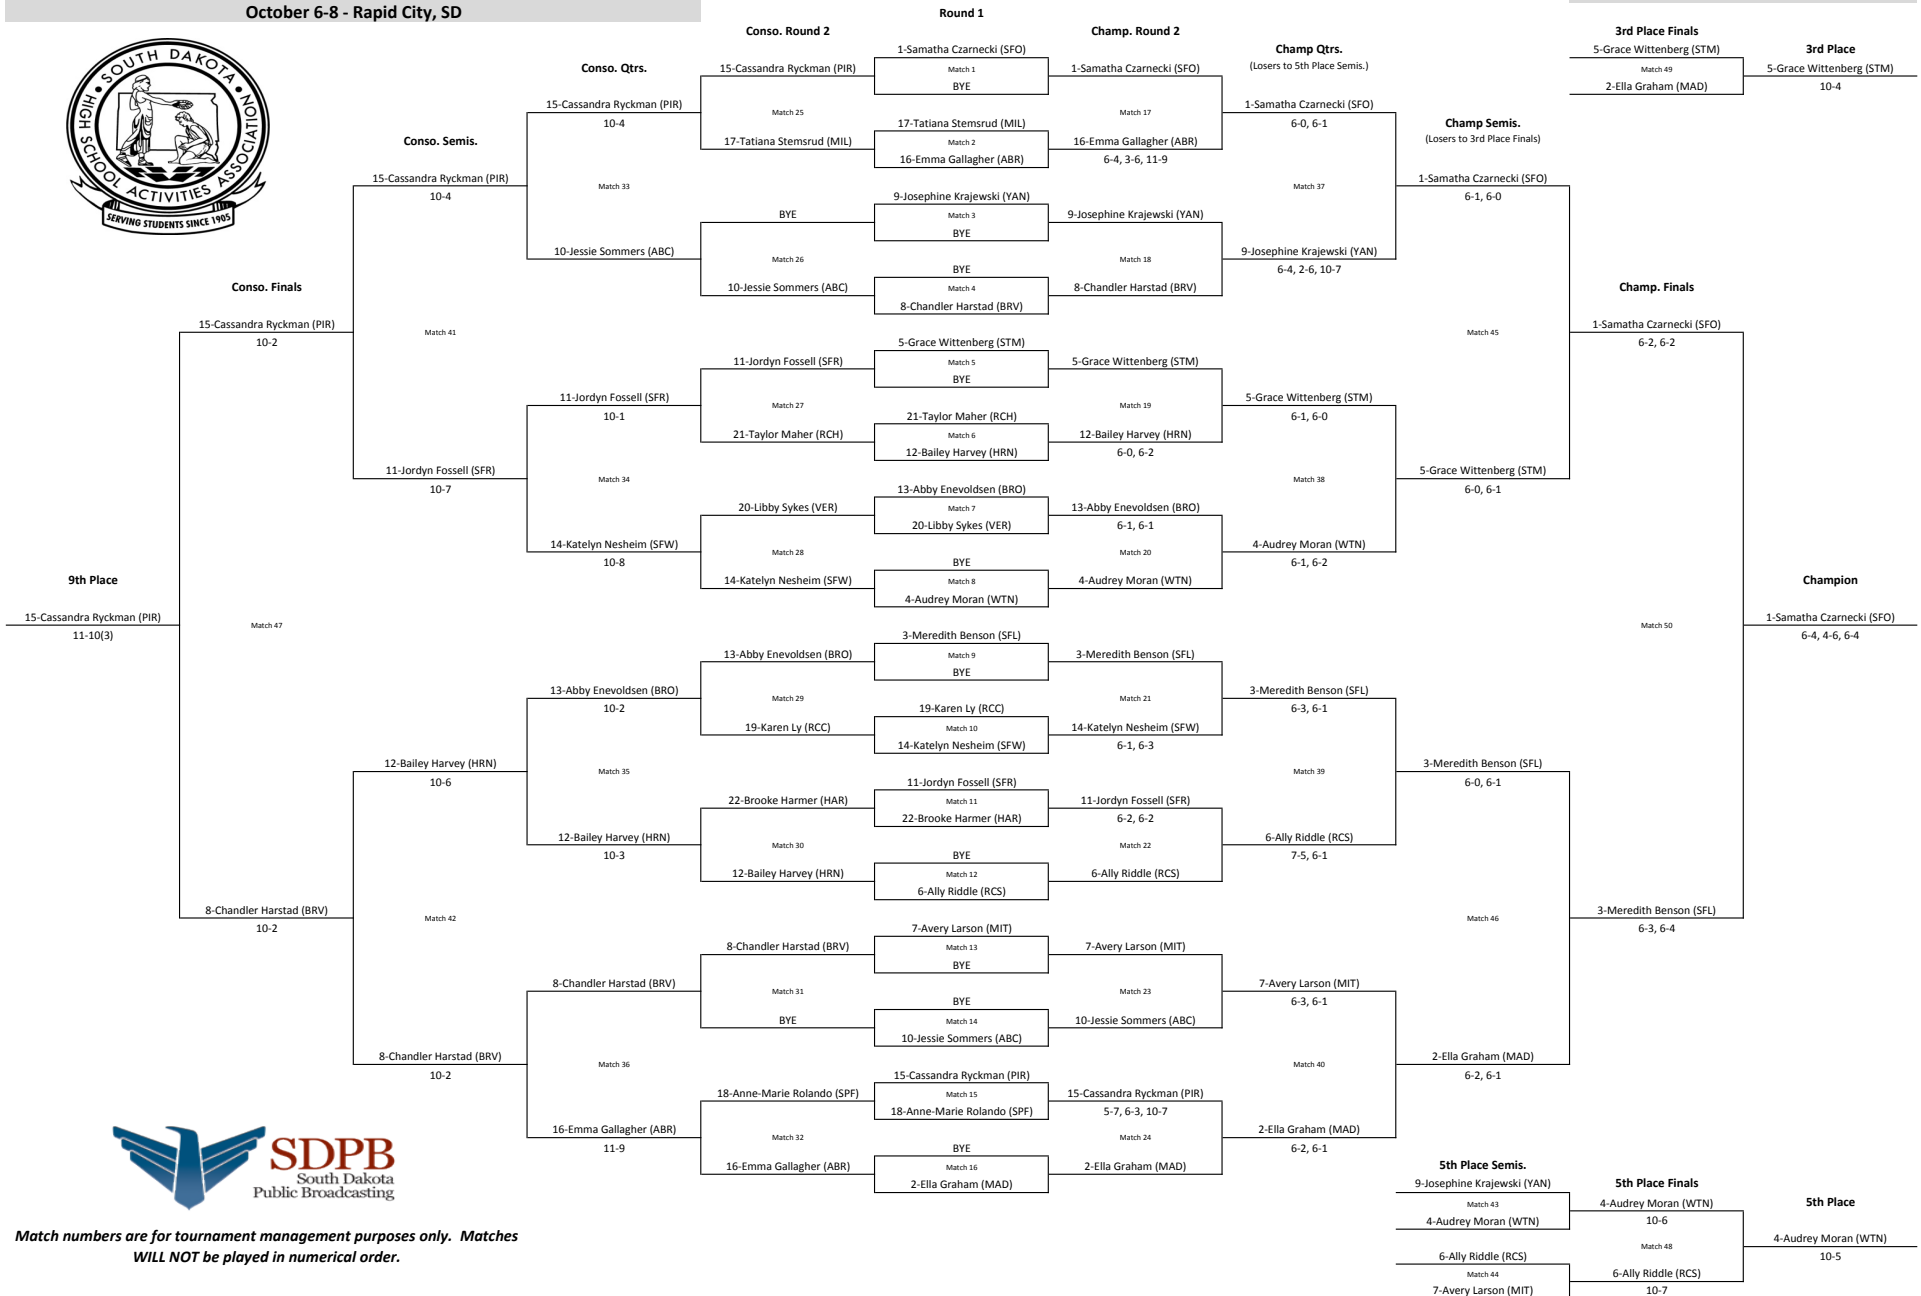 October 6-8 - Rapid City, SD
SOUTH DAKOTA
HIGH SCHOOL ACTIVITIES ASSOCIATION
SERVING STUDENTS SINCE 1905
Round 1
1-Samatha Czarnecki (SFO)
Match 1
BYE
17-Tatiana Stemsrud (MIL)
Match 2
16-Emma Gallagher (ABR)
9-Josephine Krajewski (YAN)
Match 3
BYE
BYE
Match 4
8-Chandler Harstad (BRV)
5-Grace Wittenberg (STM)
Match 5
BYE
21-Taylor Maher (RCH)
Match 6
12-Bailey Harvey (HRN)
13-Abby Enevoldsen (BRO)
Match 7
20-Libby Sykes (VER)
BYE
Match 8
4-Audrey Moran (WTN)
3-Meredith Benson (SFL)
Match 9
BYE
19-Karen Ly (RCC)
Match 10
14-Katelyn Nesheim (SFW)
11-Jordyn Fossell (SFR)
Match 11
22-Brooke Harmer (HAR)
BYE
Match 12
6-Ally Riddle (RCS)
7-Avery Larson (MIT)
Match 13
BYE
BYE
Match 14
10-Jessie Sommers (ABC)
15-Cassandra Ryckman (PIR)
Match 15
18-Anne-Marie Rolando (SPF)
BYE
Match 16
2-Ella Graham (MAD)
Champ. Round 2
1-Samatha Czarnecki (SFO)
Match 17
16-Emma Gallagher (ABR)
6-4, 3-6, 11-9
9-Josephine Krajewski (YAN)
Match 18
8-Chandler Harstad (BRV)
5-Grace Wittenberg (STM)
Match 19
12-Bailey Harvey (HRN)
6-0, 6-2
13-Abby Enevoldsen (BRO)
6-1, 6-1
Match 20
4-Audrey Moran (WTN)
3-Meredith Benson (SFL)
Match 21
14-Katelyn Nesheim (SFW)
6-1, 6-3
11-Jordyn Fossell (SFR)
6-2, 6-2
Match 22
6-Ally Riddle (RCS)
7-Avery Larson (MIT)
Match 23
10-Jessie Sommers (ABC)
15-Cassandra Ryckman (PIR)
5-7, 6-3, 10-7
Match 24
2-Ella Graham (MAD)
Champ Qtrs.
(Losers to 5th Place Semis.)
1-Samatha Czarnecki (SFO)
6-0, 6-1
Match 37
9-Josephine Krajewski (YAN)
6-4, 2-6, 10-7
5-Grace Wittenberg (STM)
6-1, 6-0
Match 38
4-Audrey Moran (WTN)
6-1, 6-2
3-Meredith Benson (SFL)
6-3, 6-1
Match 39
6-Ally Riddle (RCS)
7-5, 6-1
7-Avery Larson (MIT)
6-3, 6-1
Match 40
2-Ella Graham (MAD)
6-2, 6-1
Champ Semis.
(Losers to 3rd Place Finals)
1-Samatha Czarnecki (SFO)
6-1, 6-0
Match 45
5-Grace Wittenberg (STM)
6-0, 6-1
3-Meredith Benson (SFL)
6-0, 6-1
Match 46
2-Ella Graham (MAD)
6-2, 6-1
Champ. Finals
1-Samatha Czarnecki (SFO)
6-2, 6-2
Match 50
3-Meredith Benson (SFL)
6-3, 6-4
Champion
1-Samatha Czarnecki (SFO)
6-4, 4-6, 6-4
3rd Place Finals
5-Grace Wittenberg (STM)
Match 49
2-Ella Graham (MAD)
3rd Place
5-Grace Wittenberg (STM)
10-4
Conso. Round 2
15-Cassandra Ryckman (PIR)
Match 25
17-Tatiana Stemsrud (MIL)
BYE
Match 26
10-Jessie Sommers (ABC)
11-Jordyn Fossell (SFR)
Match 27
21-Taylor Maher (RCH)
20-Libby Sykes (VER)
Match 28
14-Katelyn Nesheim (SFW)
13-Abby Enevoldsen (BRO)
Match 29
19-Karen Ly (RCC)
22-Brooke Harmer (HAR)
Match 30
12-Bailey Harvey (HRN)
8-Chandler Harstad (BRV)
Match 31
BYE
18-Anne-Marie Rolando (SPF)
Match 32
16-Emma Gallagher (ABR)
Conso. Qtrs.
15-Cassandra Ryckman (PIR)
10-4
Match 33
10-Jessie Sommers (ABC)
11-Jordyn Fossell (SFR)
10-1
Match 34
14-Katelyn Nesheim (SFW)
10-8
13-Abby Enevoldsen (BRO)
10-2
Match 35
12-Bailey Harvey (HRN)
10-3
8-Chandler Harstad (BRV)
Match 36
16-Emma Gallagher (ABR)
11-9
Conso. Semis.
15-Cassandra Ryckman (PIR)
10-4
Match 41
11-Jordyn Fossell (SFR)
10-7
12-Bailey Harvey (HRN)
10-6
Match 42
8-Chandler Harstad (BRV)
10-2
Conso. Finals
15-Cassandra Ryckman (PIR)
10-2
Match 47
8-Chandler Harstad (BRV)
10-2
9th Place
15-Cassandra Ryckman (PIR)
11-10(3)
5th Place Semis.
9-Josephine Krajewski (YAN)
Match 43
4-Audrey Moran (WTN)
6-Ally Riddle (RCS)
Match 44
7-Avery Larson (MIT)
5th Place Finals
4-Audrey Moran (WTN)
10-6
Match 48
6-Ally Riddle (RCS)
10-7
5th Place
4-Audrey Moran (WTN)
10-5
SDPB
South Dakota
Public Broadcasting
Match numbers are for tournament management purposes only. Matches
WILL NOT be played in numerical order.